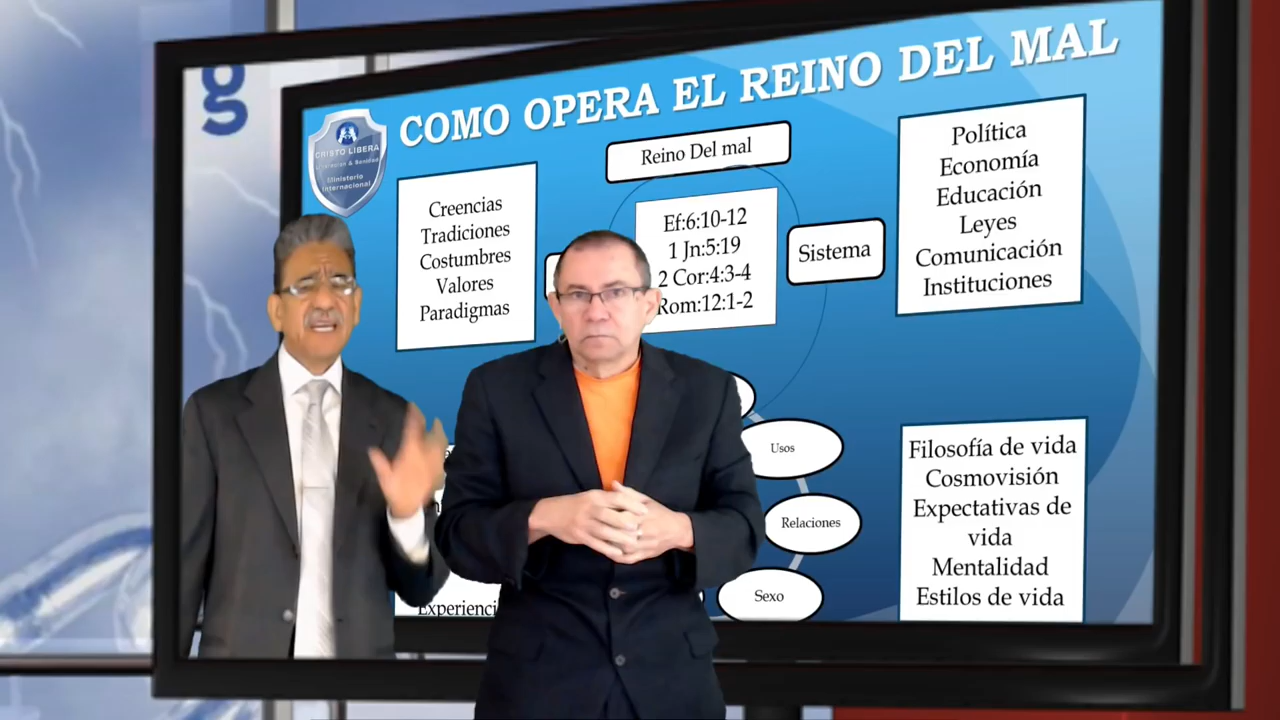 g
COMO OPERA EL REINO DEL MAL
CRISTO LIBERA
Liberación & Sanidad
Ministerio
Internacional
Reino Del mal
Creencias
Tradiciones
Costumbres
Valores
Paradigmas
Ef:6:10-12
1 Jn:5:19
2 Cor:4:3-4
Rom:12:1-2
Sistema
Política
Economía
Educación
Leyes
Comunicación
Instituciones
Usos
Relaciones
Sexo
Filosofía de vida
Cosmovisión
Expectativas de
vida
Mentalidad
Estilos de vida